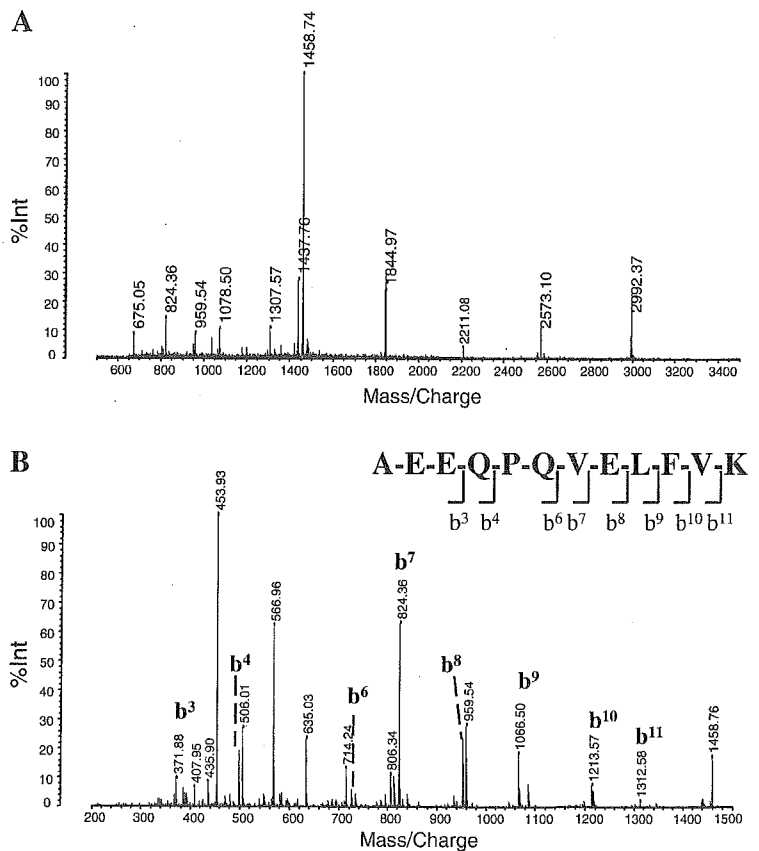 A
%Int
100
90
80
70
60
50
40
30
20
10
0
675.05
824.36
959.54
1078.50
1307.57
1437.76
1458.74
1844.97
2211.08
2573.10
2992.37
600 800 1000 1200 1400 1600 1800 2000 2200 2400 2600 2800 3000 3200 3400
Mass/Charge
B
A-E-E-Q-P-Q-V-E-L-F-V-K
b3 b4 b6 b7 b8 b9 b10 b11
%Int
100
90
80
70
60
50
40
30
20
10
0
b3
371.88
407.95
435.90
453.93
b4
506.01
566.96
635.03
714.24
b6
806.34
b7
824.36
b8
959.54
b9
1066.50
b10
1213.57
b11
1312.58
1458.76
200 300 400 500 600 700 800 900 1000 1100 1200 1300 1400 1500
Mass/Charge